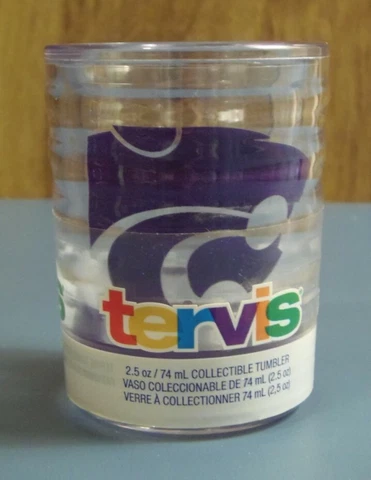 tervis
2.5 oz / 74 mL COLLECTIBLE TUMBLER
VASO COLECCIONABLE DE 74 mL (2.5 oz)
VERRE À COLLECTIONNER 74 mL (2,5 oz)